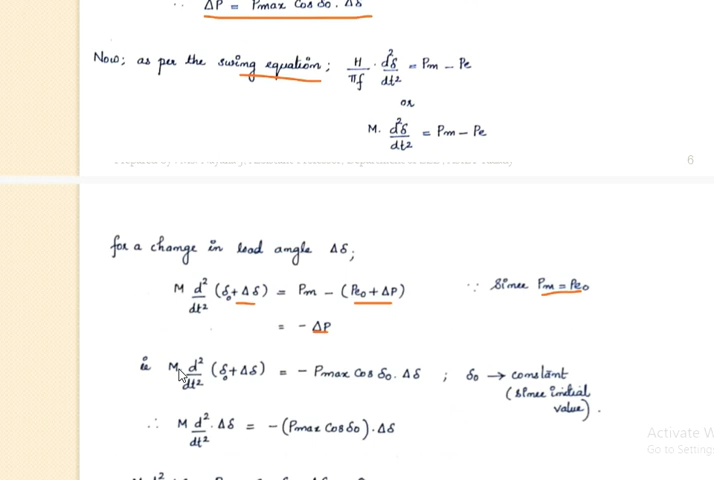 ∵ ΔP = Pmax Cos δ₀ . Δδ
Now; as per the swing equation; H/πf . d²δ/dt² = Pm − Pe
or
M. d²δ/dt² = Pm − Pe
6
for a change in load angle Δδ;
M d²/dt² (δ₀ + Δδ) = Pm − (Pe₀ + ΔP) ∵ Since Pm = Pe₀
= − ΔP
ie M d²/dt² (δ₀ + Δδ) = − Pmax Cos δ₀ . Δδ ; δ₀ → constant
(since initial
value).
∴ M d²/dt² . Δδ = −(Pmax Cos δ₀) . Δδ
Activate W
Go to Setting